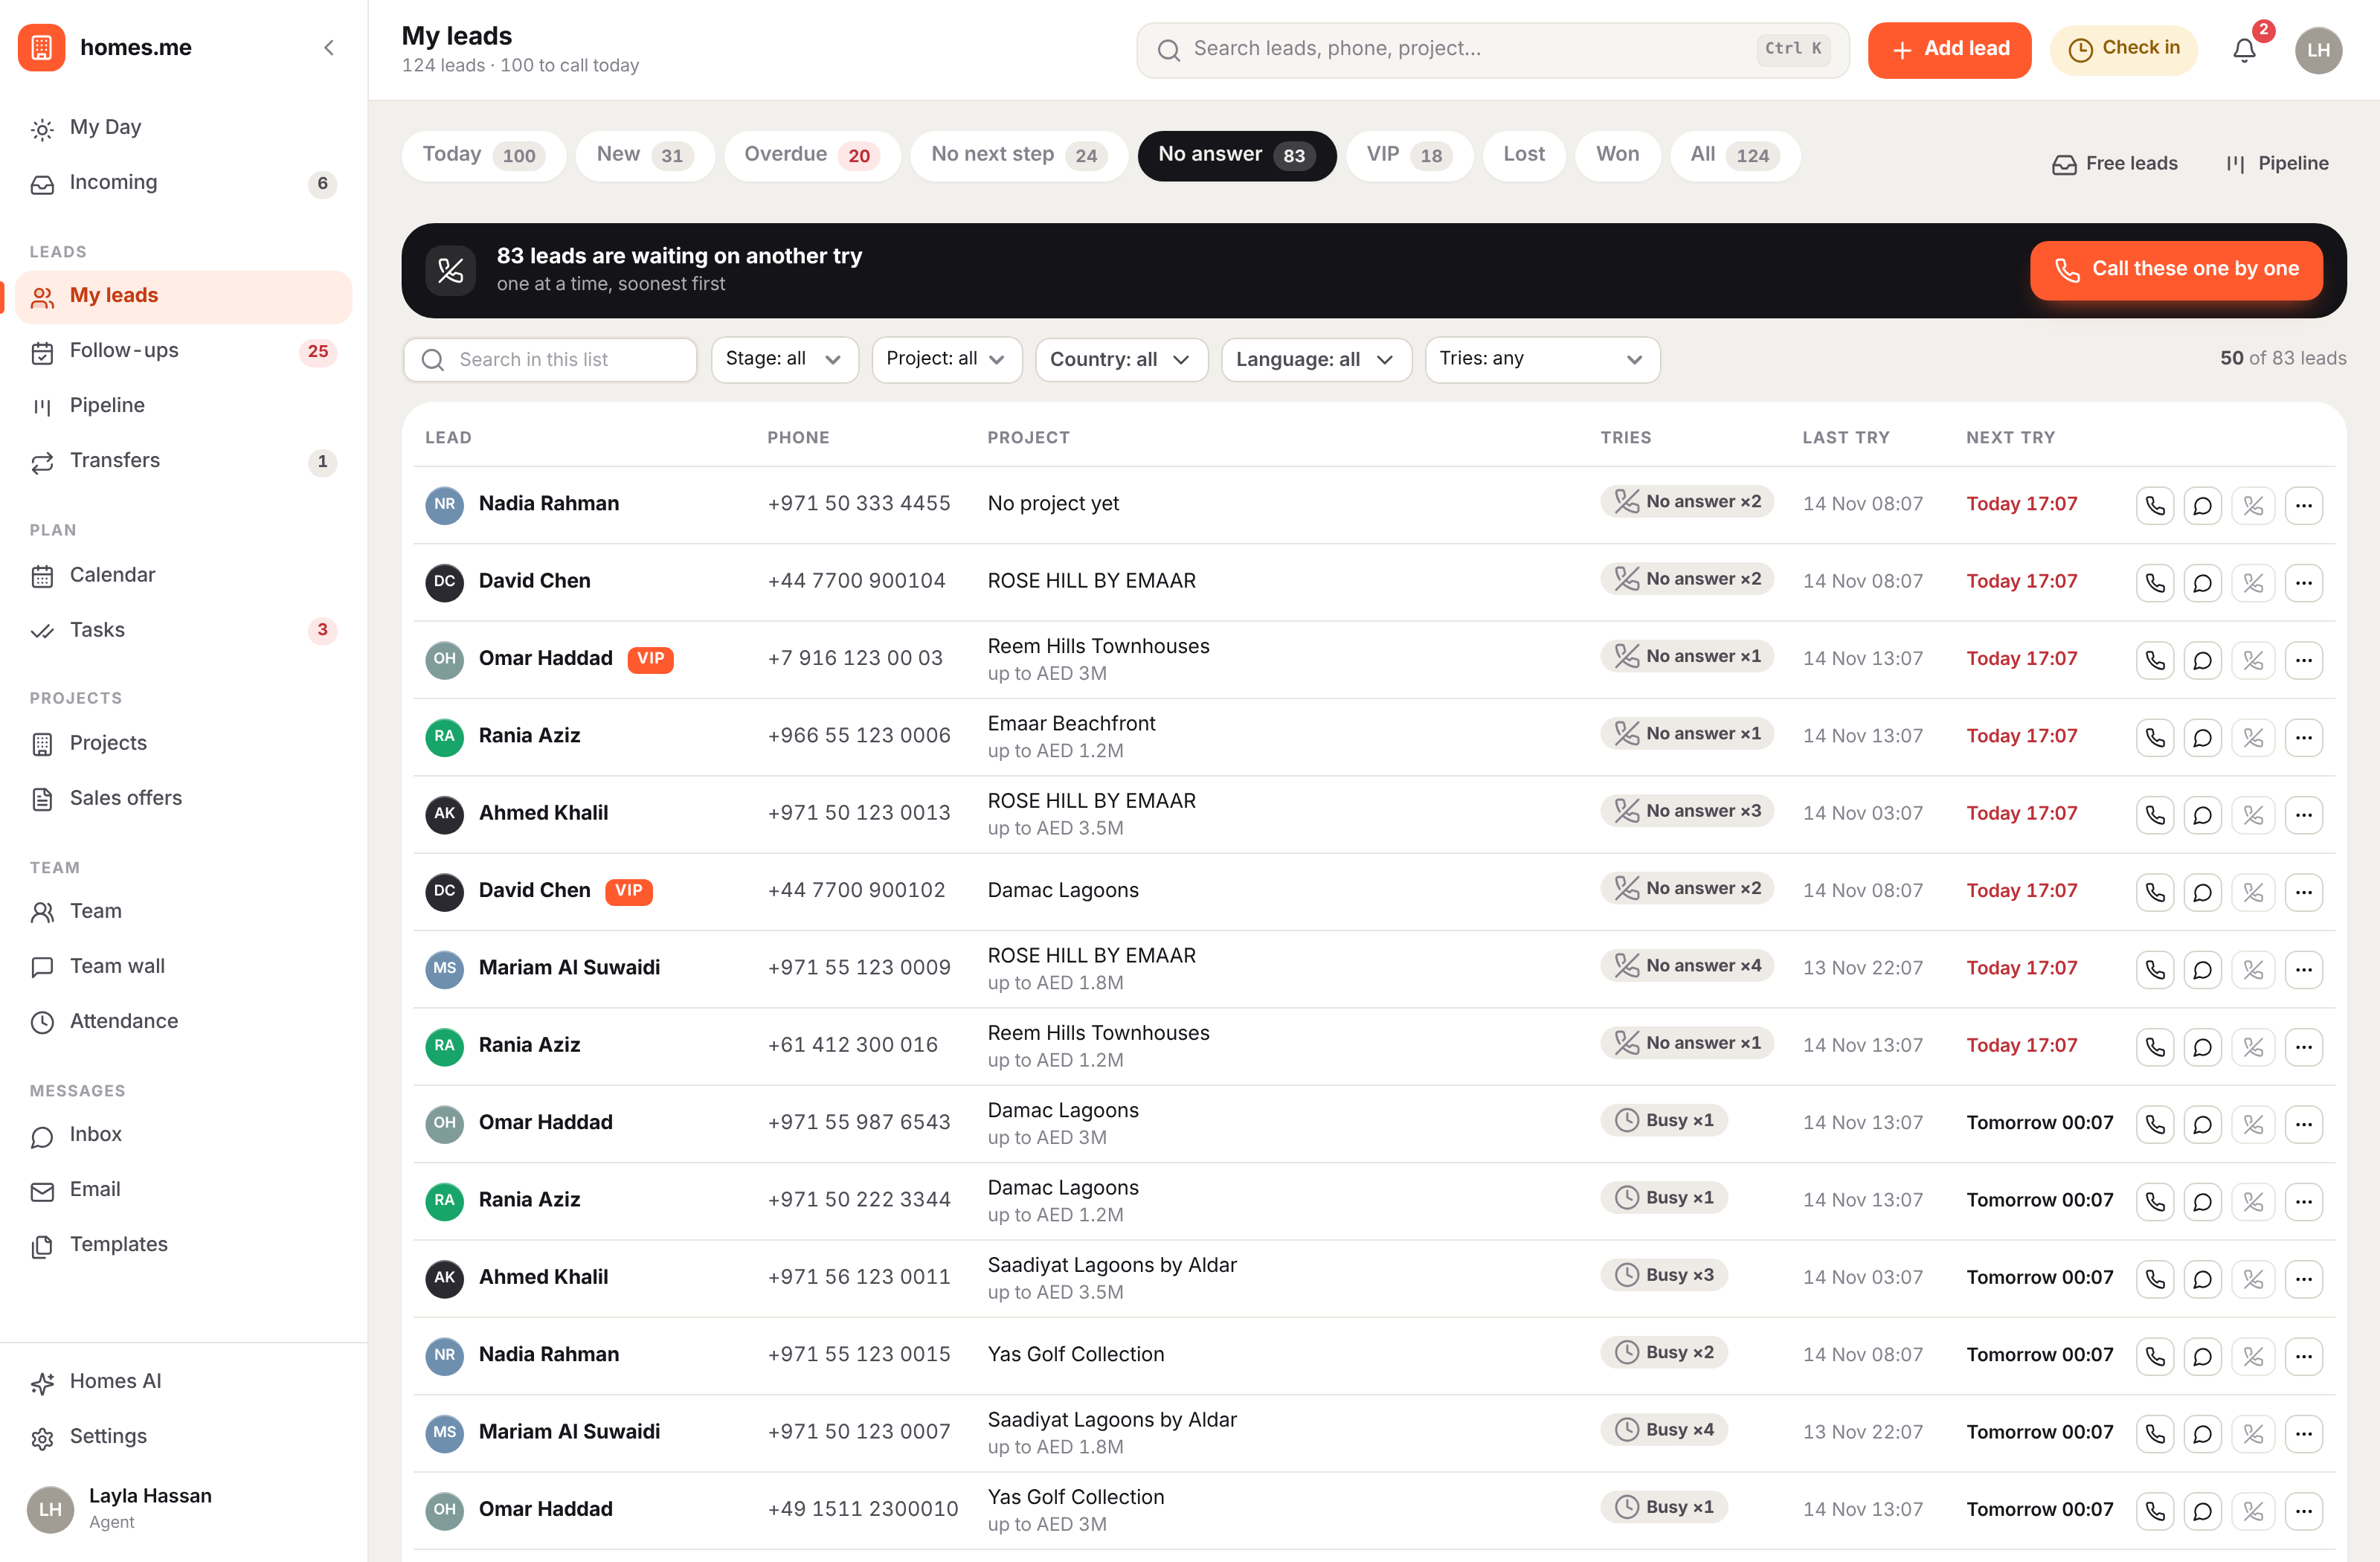 homes.me
My Day
Incoming 6
LEADS
My leads
Follow-ups 25
Pipeline
Transfers 1
PLAN
Calendar
Tasks 3
PROJECTS
Projects
Sales offers
TEAM
Team
Team wall
Attendance
MESSAGES
Inbox
Email
Templates
Homes AI
Settings
LH Layla Hassan
Agent
My leads
124 leads · 100 to call today
Search leads, phone, project... Ctrl K
Add lead
Check in
2
LH
Today 100 New 31 Overdue 20 No next step 24 No answer 83 VIP 18 Lost Won All 124
Free leads Pipeline
83 leads are waiting on another try
one at a time, soonest first
Call these one by one
Search in this list Stage: all Project: all Country: all Language: all Tries: any 50 of 83 leads
LEAD PHONE PROJECT TRIES LAST TRY NEXT TRY
NR Nadia Rahman +971 50 333 4455 No project yet No answer ×2 14 Nov 08:07 Today 17:07
DC David Chen +44 7700 900104 ROSE HILL BY EMAAR No answer ×2 14 Nov 08:07 Today 17:07
OH Omar Haddad VIP +7 916 123 00 03 Reem Hills Townhouses No answer ×1 14 Nov 13:07 Today 17:07
up to AED 3M
RA Rania Aziz +966 55 123 0006 Emaar Beachfront No answer ×1 14 Nov 13:07 Today 17:07
up to AED 1.2M
AK Ahmed Khalil +971 50 123 0013 ROSE HILL BY EMAAR No answer ×3 14 Nov 03:07 Today 17:07
up to AED 3.5M
DC David Chen VIP +44 7700 900102 Damac Lagoons No answer ×2 14 Nov 08:07 Today 17:07
MS Mariam Al Suwaidi +971 55 123 0009 ROSE HILL BY EMAAR No answer ×4 13 Nov 22:07 Today 17:07
up to AED 1.8M
RA Rania Aziz +61 412 300 016 Reem Hills Townhouses No answer ×1 14 Nov 13:07 Today 17:07
up to AED 1.2M
OH Omar Haddad +971 55 987 6543 Damac Lagoons Busy ×1 14 Nov 13:07 Tomorrow 00:07
up to AED 3M
RA Rania Aziz +971 50 222 3344 Damac Lagoons Busy ×1 14 Nov 13:07 Tomorrow 00:07
up to AED 1.2M
AK Ahmed Khalil +971 56 123 0011 Saadiyat Lagoons by Aldar Busy ×3 14 Nov 03:07 Tomorrow 00:07
up to AED 3.5M
NR Nadia Rahman +971 55 123 0015 Yas Golf Collection Busy ×2 14 Nov 08:07 Tomorrow 00:07
MS Mariam Al Suwaidi +971 50 123 0007 Saadiyat Lagoons by Aldar Busy ×4 13 Nov 22:07 Tomorrow 00:07
up to AED 1.8M
OH Omar Haddad +49 1511 2300010 Yas Golf Collection Busy ×1 14 Nov 13:07 Tomorrow 00:07
up to AED 3M